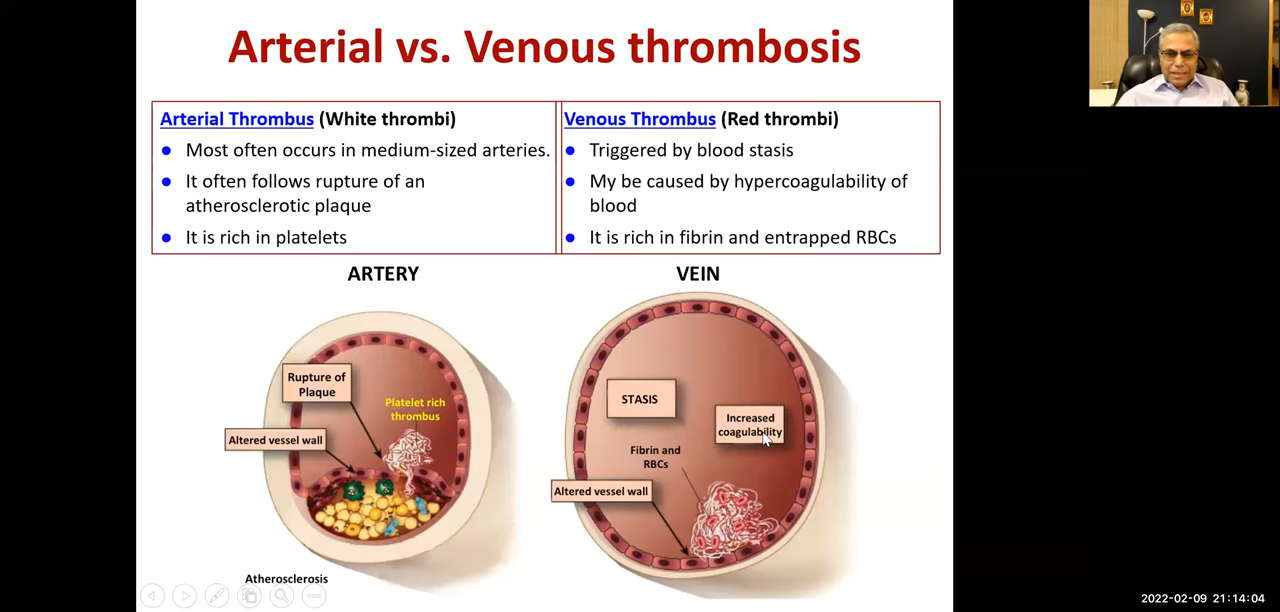 Arterial vs. Venous thrombosis
Arterial Thrombus (White thrombi)
Most often occurs in medium-sized arteries.
It often follows rupture of an
atherosclerotic plaque
It is rich in platelets
Venous Thrombus (Red thrombi)
Triggered by blood stasis
My be caused by hypercoagulability of
blood
It is rich in fibrin and entrapped RBCs
ARTERY
Rupture of
Plaque
Platelet rich
thrombus
Altered vessel wall
Atherosclerosis
VEIN
STASIS
Increased
coagulability
Fibrin and
RBCs
Altered vessel wall
2022-02-09 21:14:04